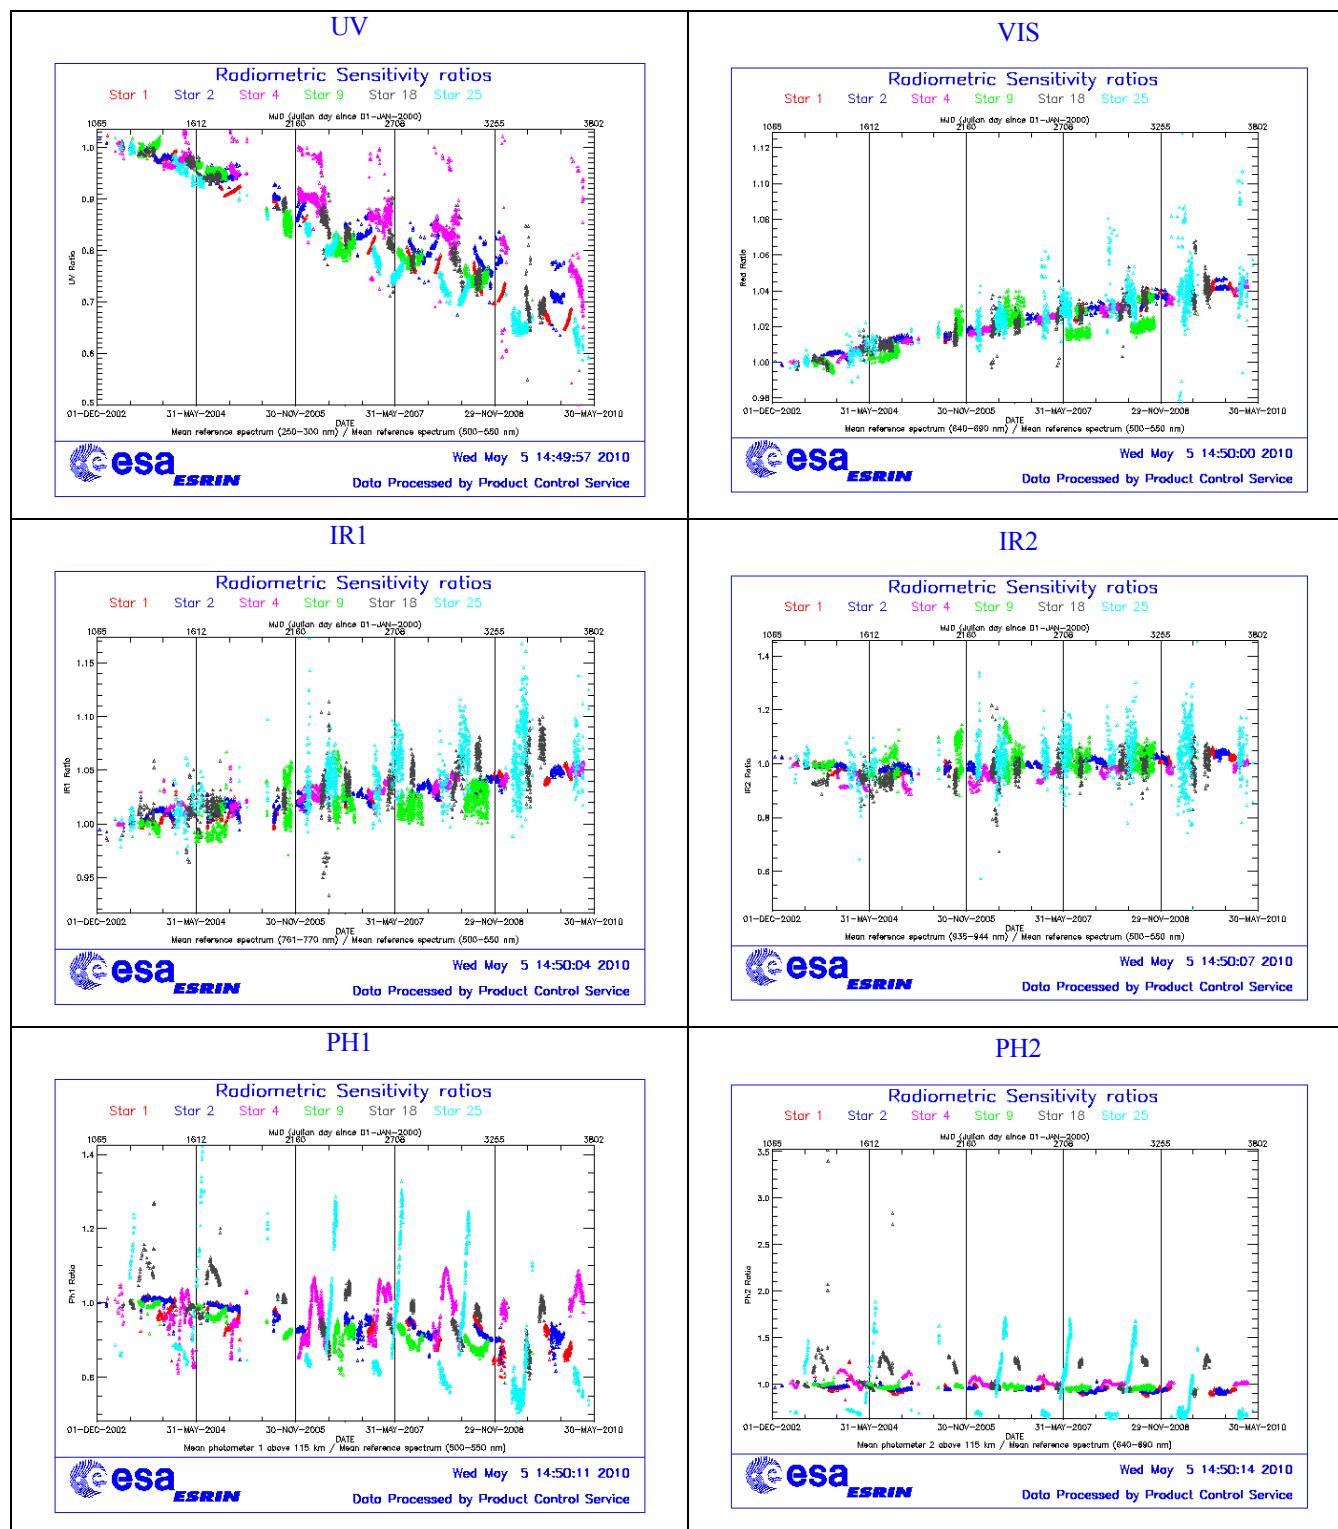 UV
Radiometric Sensitivity ratios
Star 1 Star 2 Star 4 Star 9 Star 18 Star 25
MJD (Julian day since 01-JAN-2000)
1065 1612 2160 2708 3255 3802
1.0
0.9
0.8
0.7
0.6
0.5
UV Ratio
01-DEC-2002 31-MAY-2004 30-NOV-2005 31-MAY-2007 29-NOV-2008 30-MAY-2010
DATE
Mean reference spectrum (250-300 nm) / Mean reference spectrum (500-550 nm)
esa ESRIN
Wed May 5 14:49:57 2010
Data Processed by Product Control Service
VIS
Radiometric Sensitivity ratios
Star 1 Star 2 Star 4 Star 9 Star 18 Star 25
MJD (Julian day since 01-JAN-2000)
1065 1612 2160 2708 3255 3802
1.12
1.10
1.08
1.06
1.04
1.02
1.00
0.98
Red Ratio
01-DEC-2002 31-MAY-2004 30-NOV-2005 31-MAY-2007 29-NOV-2008 30-MAY-2010
DATE
Mean reference spectrum (640-690 nm) / Mean reference spectrum (500-550 nm)
esa ESRIN
Wed May 5 14:50:00 2010
Data Processed by Product Control Service
IR1
Radiometric Sensitivity ratios
Star 1 Star 2 Star 4 Star 9 Star 18 Star 25
MJD (Julian day since 01-JAN-2000)
1065 1612 2160 2708 3255 3802
1.15
1.10
1.05
1.00
0.95
IR1 Ratio
01-DEC-2002 31-MAY-2004 30-NOV-2005 31-MAY-2007 29-NOV-2008 30-MAY-2010
DATE
Mean reference spectrum (761-770 nm) / Mean reference spectrum (500-550 nm)
esa ESRIN
Wed May 5 14:50:04 2010
Data Processed by Product Control Service
IR2
Radiometric Sensitivity ratios
Star 1 Star 2 Star 4 Star 9 Star 18 Star 25
MJD (Julian day since 01-JAN-2000)
1065 1612 2160 2708 3255 3802
1.4
1.2
1.0
0.8
0.6
IR2 Ratio
01-DEC-2002 31-MAY-2004 30-NOV-2005 31-MAY-2007 29-NOV-2008 30-MAY-2010
DATE
Mean reference spectrum (935-944 nm) / Mean reference spectrum (500-550 nm)
esa ESRIN
Wed May 5 14:50:07 2010
Data Processed by Product Control Service
PH1
Radiometric Sensitivity ratios
Star 1 Star 2 Star 4 Star 9 Star 18 Star 25
MJD (Julian day since 01-JAN-2000)
1065 1612 2160 2708 3255 3802
1.4
1.2
1.0
0.8
Ph1 Ratio
01-DEC-2002 31-MAY-2004 30-NOV-2005 31-MAY-2007 29-NOV-2008 30-MAY-2010
DATE
Mean photometer 1 above 115 km / Mean reference spectrum (500-550 nm)
esa ESRIN
Wed May 5 14:50:11 2010
Data Processed by Product Control Service
PH2
Radiometric Sensitivity ratios
Star 1 Star 2 Star 4 Star 9 Star 18 Star 25
MJD (Julian day since 01-JAN-2000)
1065 1612 2160 2708 3255 3802
3.5
3.0
2.5
2.0
1.5
1.0
Ph2 Ratio
01-DEC-2002 31-MAY-2004 30-NOV-2005 31-MAY-2007 29-NOV-2008 30-MAY-2010
DATE
Mean photometer 2 above 115 km / Mean reference spectrum (640-690 nm)
esa ESRIN
Wed May 5 14:50:14 2010
Data Processed by Product Control Service